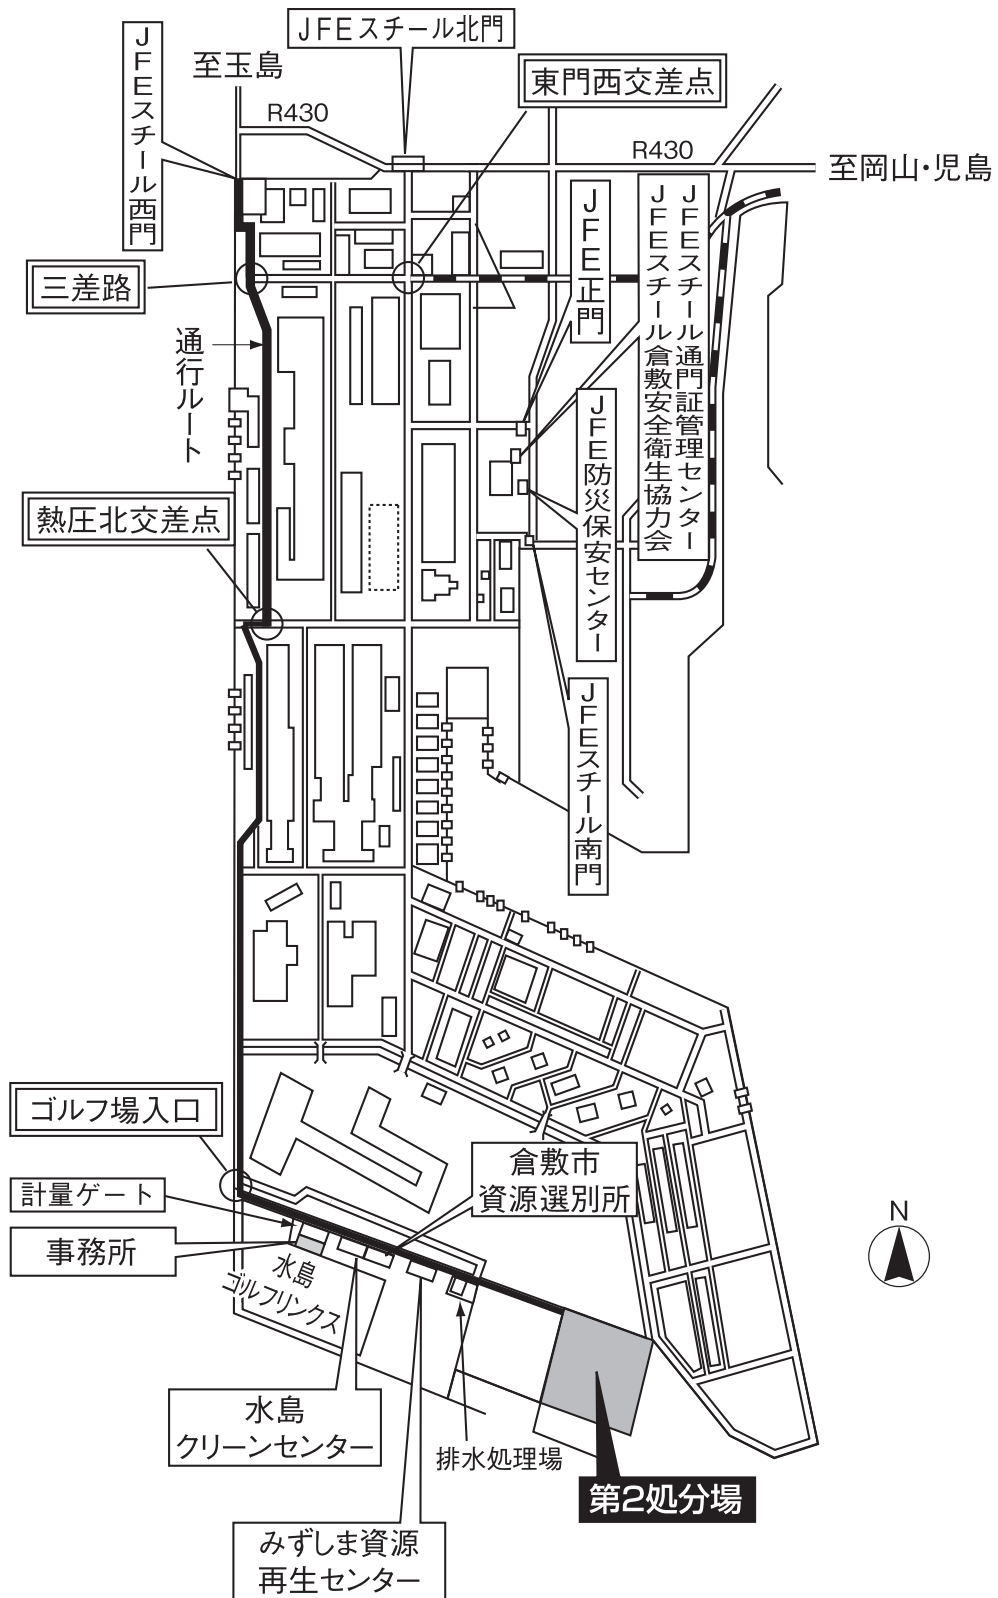 JFEスチール北門
JFEスチール西門
至玉島
東門西交差点
R430
R430
至岡山・児島
JFE正門
JFEスチール通門証管理センター
JFEスチール倉敷安全衛生協力会
三差路
通行ルート
JFE防災保安センター
熱圧北交差点
JFEスチール南門
ゴルフ場入口
倉敷市
資源選別所
計量ゲート
事務所
水島
ゴルフリンクス
N
水島
クリーンセンター
排水処理場
第2処分場
みずしま資源
再生センター